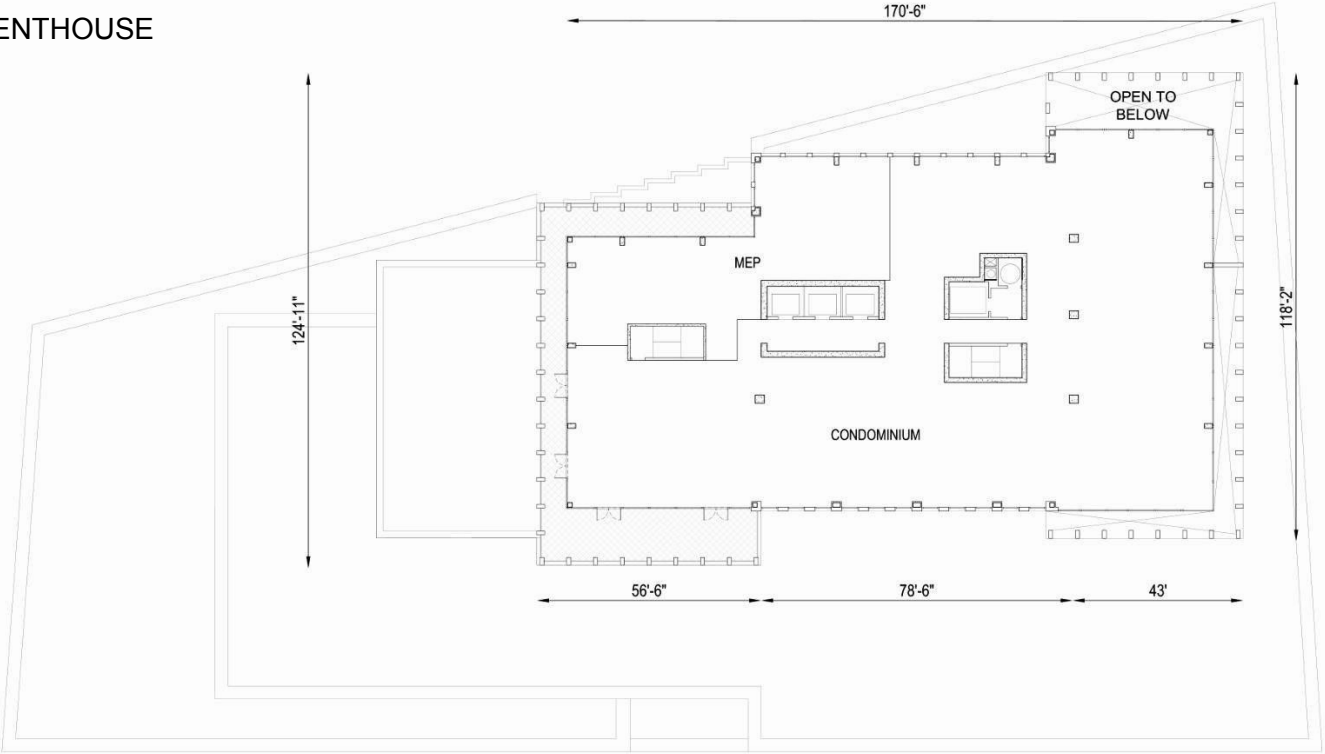 ENTHOUSE
170'-6"
OPEN TO
BELOW
MEP
124'-11"
118'-2"
CONDOMINIUM
56'-6"
78'-6"
43'